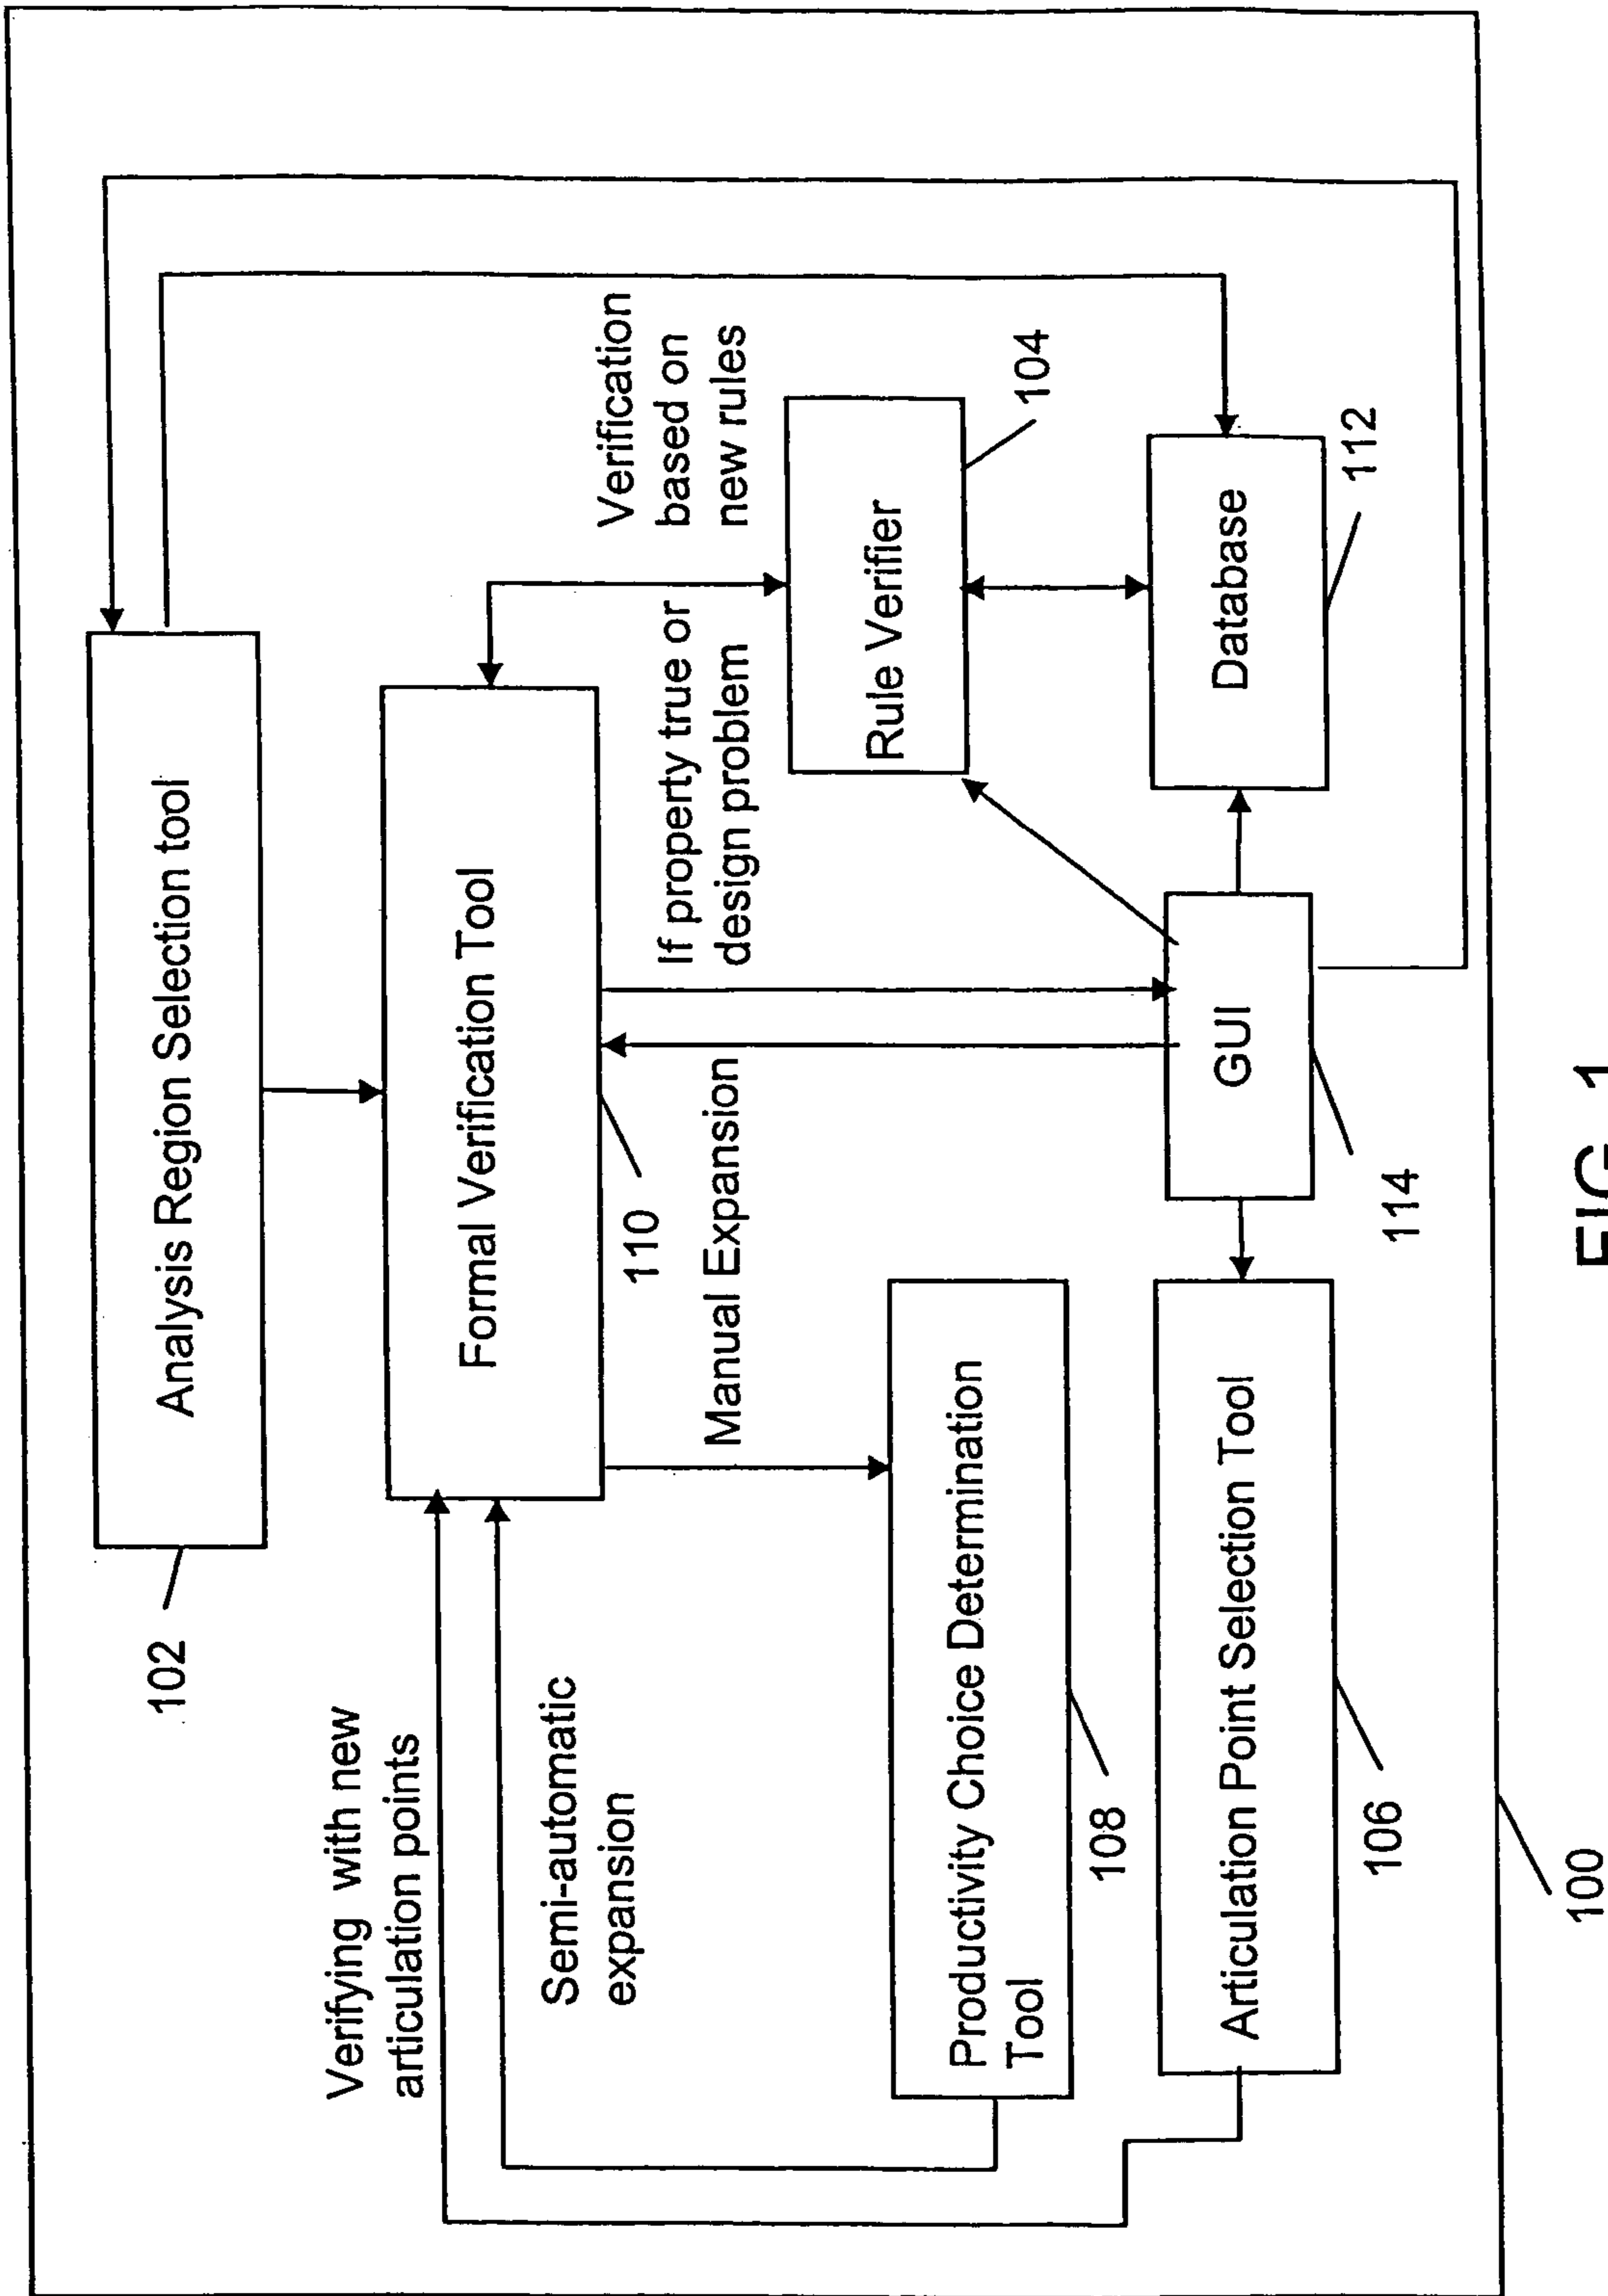 Analysis Region Selection tool
102
Verifying with new
articulation points
Formal Verification Tool
110
Semi-automatic
expansion
Manual Expansion
If property true or
design problem
Verification
based on
new rules
Productivity Choice Determination
Tool
108
Rule Verifier
104
Articulation Point Selection Tool
106
GUI
114
Database
112
100
FIG. 1